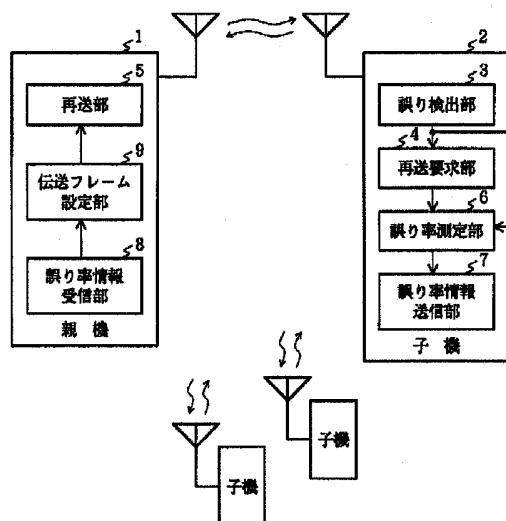 1
5
再送部
9
伝送フレーム
設定部
8
誤り率情報
受信部
親機
2
3
誤り検出部
4
再送要求部
6
誤り率測定部
7
誤り率情報
送信部
子機
子機
子機